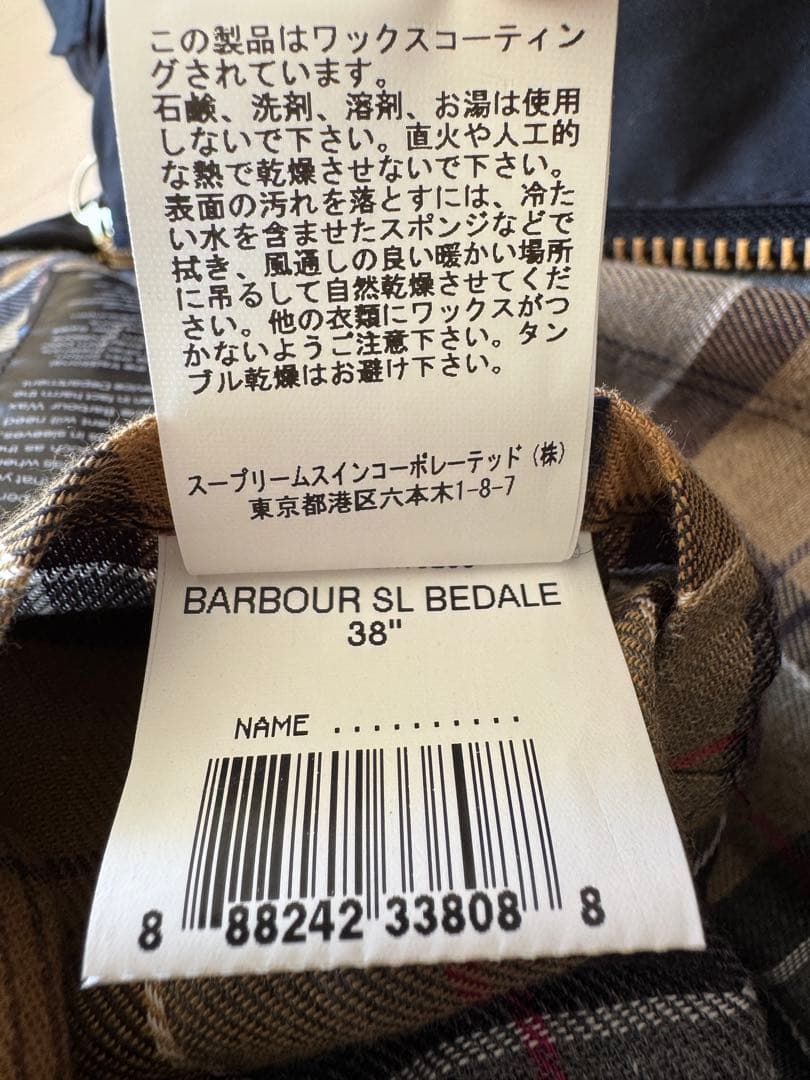 この製品はワックスコーティン
グされています。
石鹸、洗剤、溶剤、お湯は使用
しないで下さい。直火や人工的
な熱で乾燥させないで下さい。
表面の汚れを落とすには、冷た
い水を含ませたスポンジなどで
拭き、風通しの良い暖かい場所
に吊るして自然乾燥させてくだ
さい。他の衣類にワックスがつ
かないようご注意下さい。タン
ブル乾燥はお避け下さい。
スープリームスインコーポレーテッド(株)
東京都港区六本木1-8-7
BARBOUR SL BEDALE
38"
NAME ..........
8 88242 33808 8